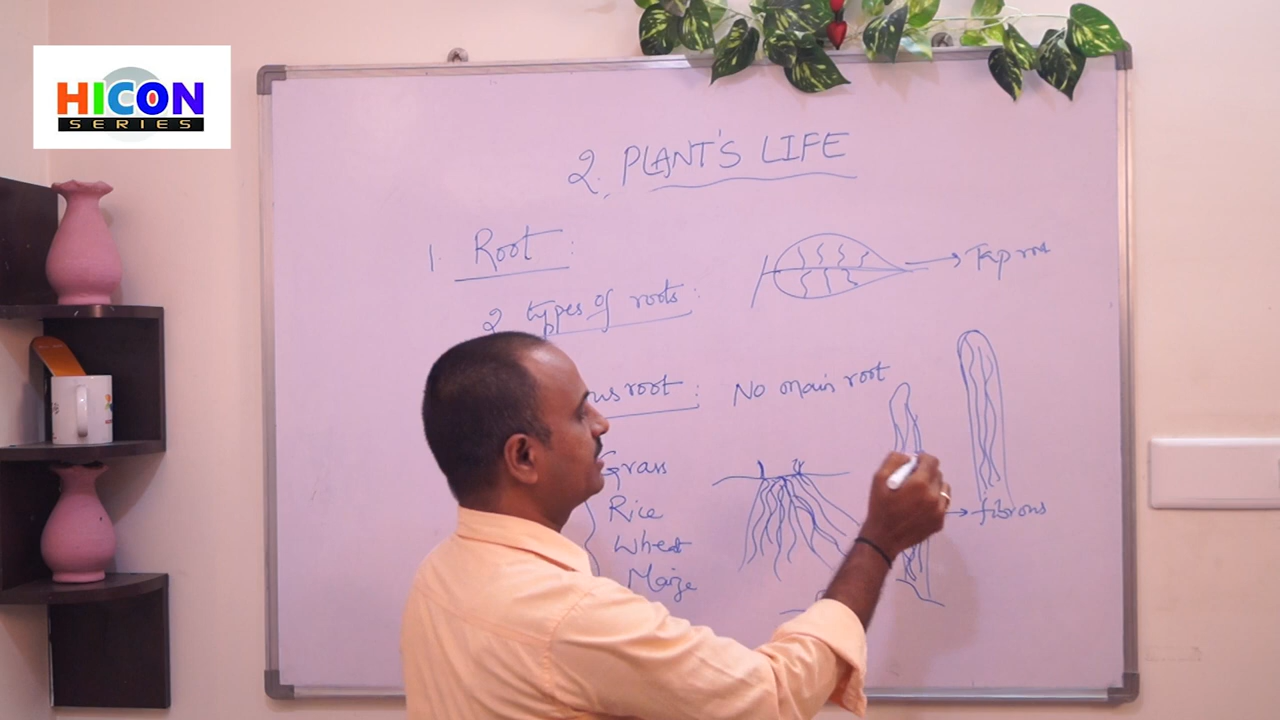 HICON
SERIES
2. PLANT'S LIFE
1. Root :
Tap root
2 types of roots :
root : No main root
Grass
Rice
fibrous
Wheat
Maize